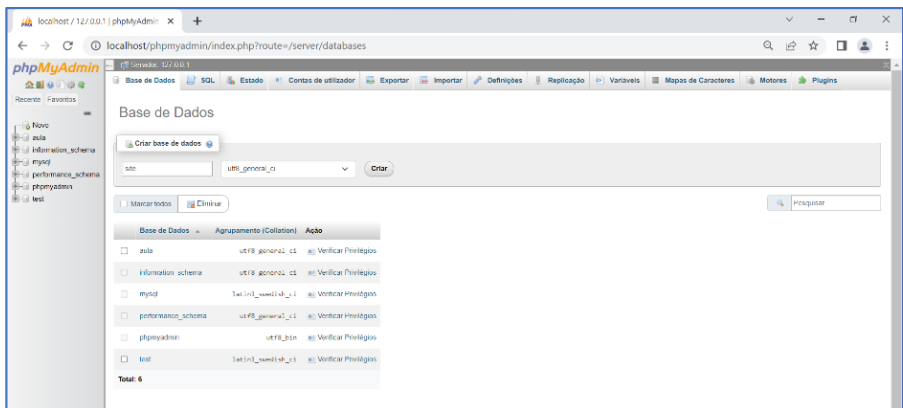 localhost / 127.0.0.1 | phpMyAdmin
localhost/phpmyadmin/index.php?route=/server/databases
phpMyAdmin
Recente Favoritos
Novo
aula
information_schema
mysql
performance_schema
phpmyadmin
test
Servidor: 127.0.0.1
Base de Dados SQL Estado Contas de utilizador Exportar Importar Definições Replicação Variáveis Mapas de Caracteres Motores Plugins
Base de Dados
Criar base de dados
site utf8_general_ci Criar
Marcar todos Eliminar Pesquisar
Base de Dados Agrupamento (Collation) Ação
aula utf8_general_ci Verificar Privilégios
information_schema utf8_general_ci Verificar Privilégios
mysql latin1_swedish_ci Verificar Privilégios
performance_schema utf8_general_ci Verificar Privilégios
phpmyadmin utf8_bin Verificar Privilégios
test latin1_swedish_ci Verificar Privilégios
Total: 6